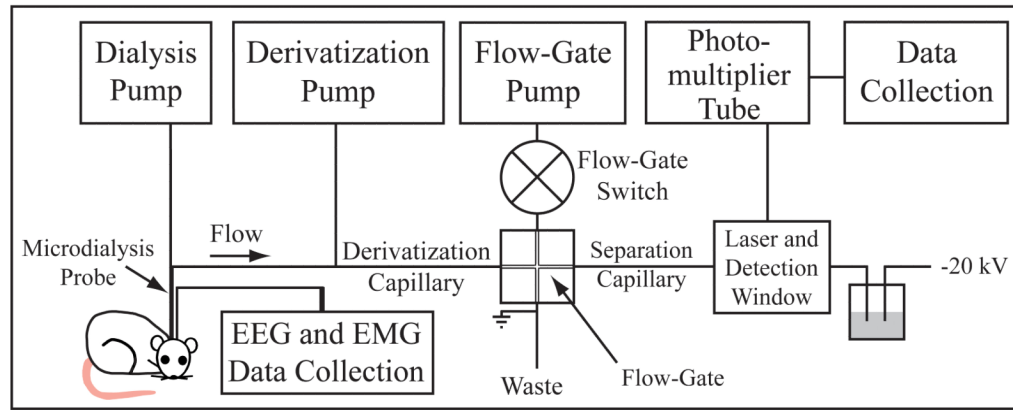 Dialysis
Pump
Derivatization
Pump
Flow-Gate
Pump
Photo-
multiplier
Tube
Data
Collection
Flow-Gate
Switch
Microdialysis
Probe
Flow
Derivatization
Capillary
Separation
Capillary
Laser and
Detection
Window
-20 kV
EEG and EMG
Data Collection
Waste
Flow-Gate